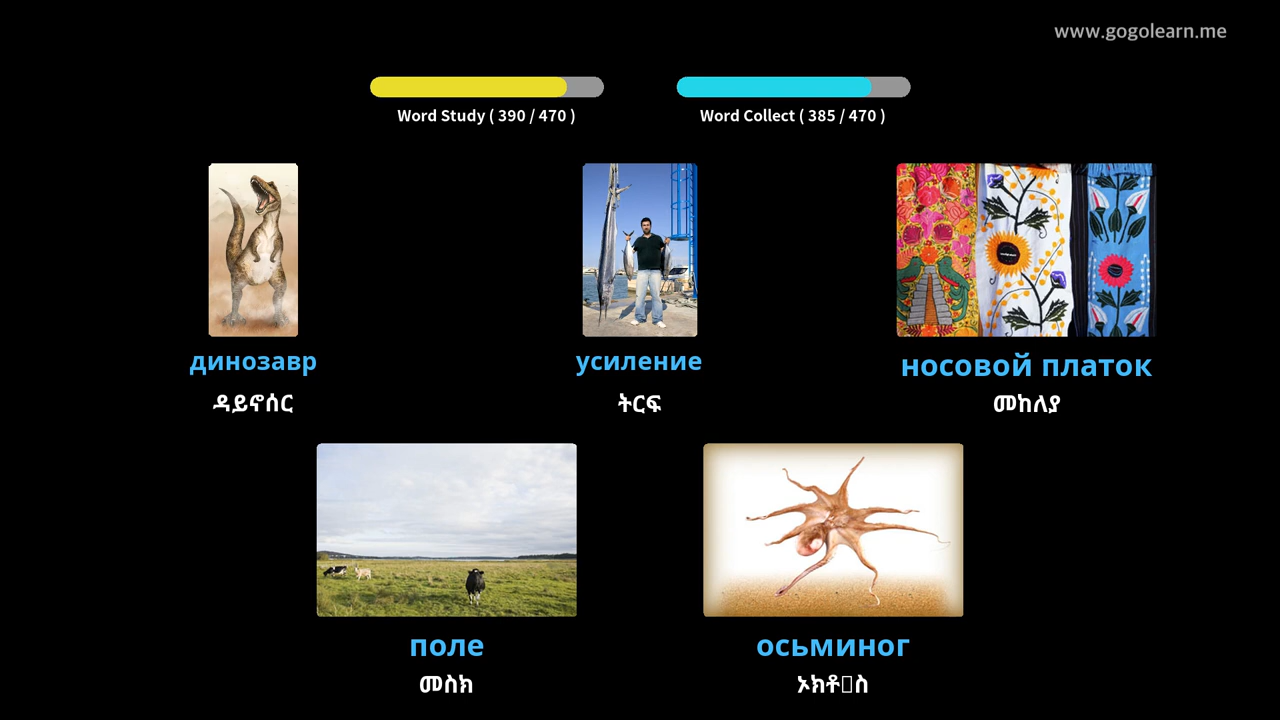 www.gogolearn.me
Word Study ( 390 / 470 )
Word Collect ( 385 / 470 )
динозавр
усиление
носовой платок
ዳይኖሰር
ትርፍ
መከለያ
поле
осьминог
መስክ
ኦክቶ▯ስ